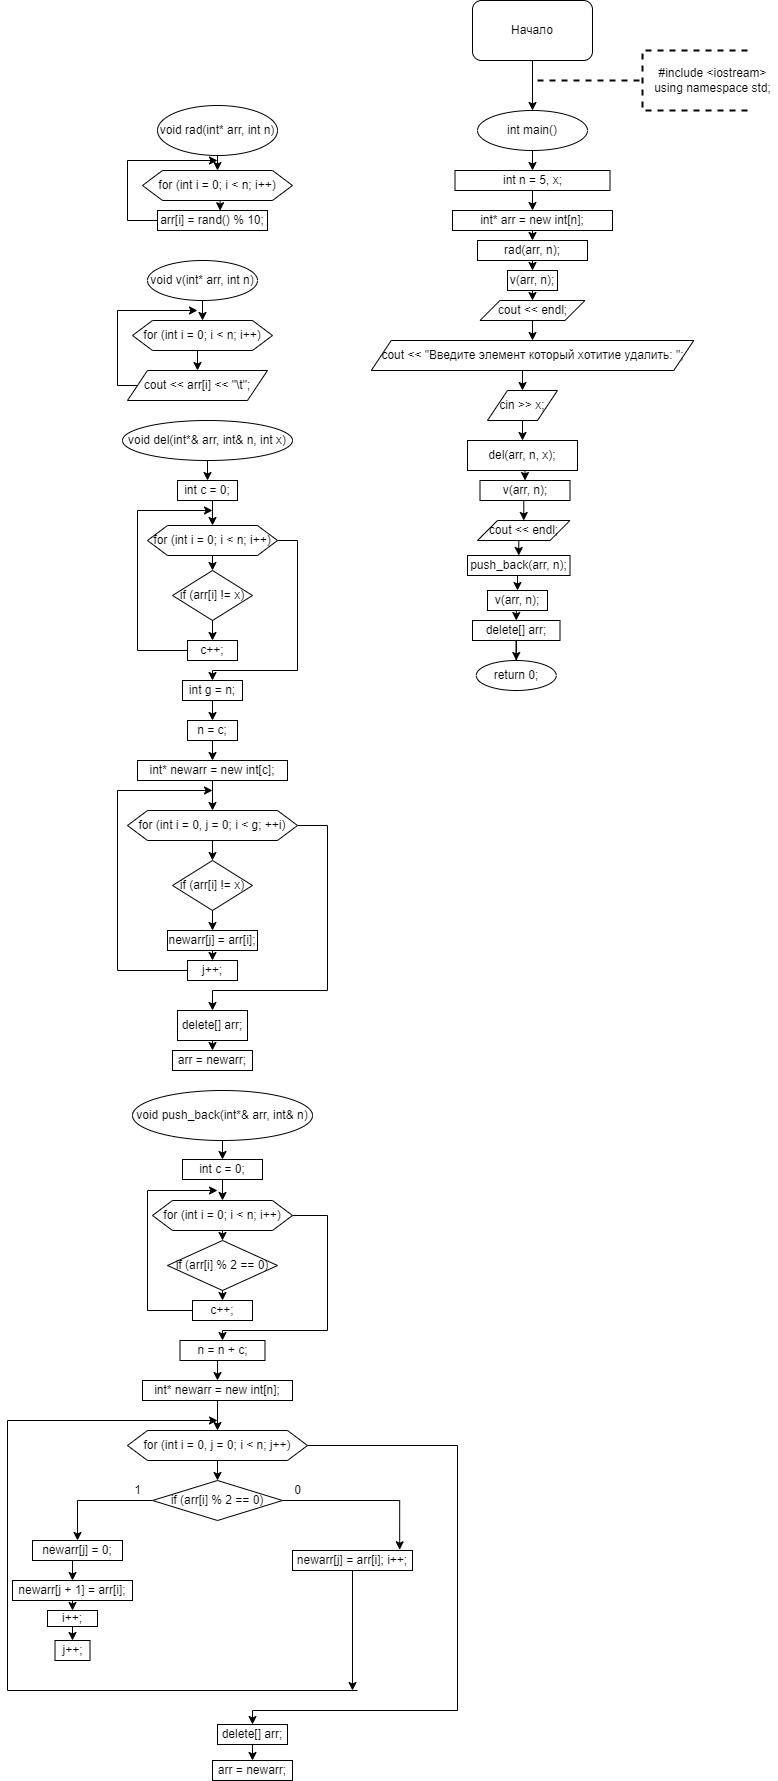 Начало
#include <iostream>
using namespace std;
int main()
int n = 5, x;
int* arr = new int[n];
rad(arr, n);
v(arr, n);
cout << endl;
cout << "Введите элемент который хотитие удалить: ";
cin >> x;
del(arr, n, x);
v(arr, n);
cout << endl;
push_back(arr, n);
v(arr, n);
delete[] arr;
return 0;
void rad(int* arr, int n)
for (int i = 0; i < n; i++)
arr[i] = rand() % 10;
void v(int* arr, int n)
for (int i = 0; i < n; i++)
cout << arr[i] << "\t";
void del(int*& arr, int& n, int x)
int c = 0;
for (int i = 0; i < n; i++)
if (arr[i] != x)
c++;
int g = n;
n = c;
int* newarr = new int[c];
for (int i = 0, j = 0; i < g; ++i)
if (arr[i] != x)
newarr[j] = arr[i];
j++;
delete[] arr;
arr = newarr;
void push_back(int*& arr, int& n)
int c = 0;
for (int i = 0; i < n; i++)
if (arr[i] % 2 == 0)
c++;
n = n + c;
int* newarr = new int[n];
for (int i = 0, j = 0; i < n; j++)
if (arr[i] % 2 == 0)
1
0
newarr[j] = 0;
newarr[j + 1] = arr[i];
i++;
j++;
newarr[j] = arr[i]; i++;
delete[] arr;
arr = newarr;